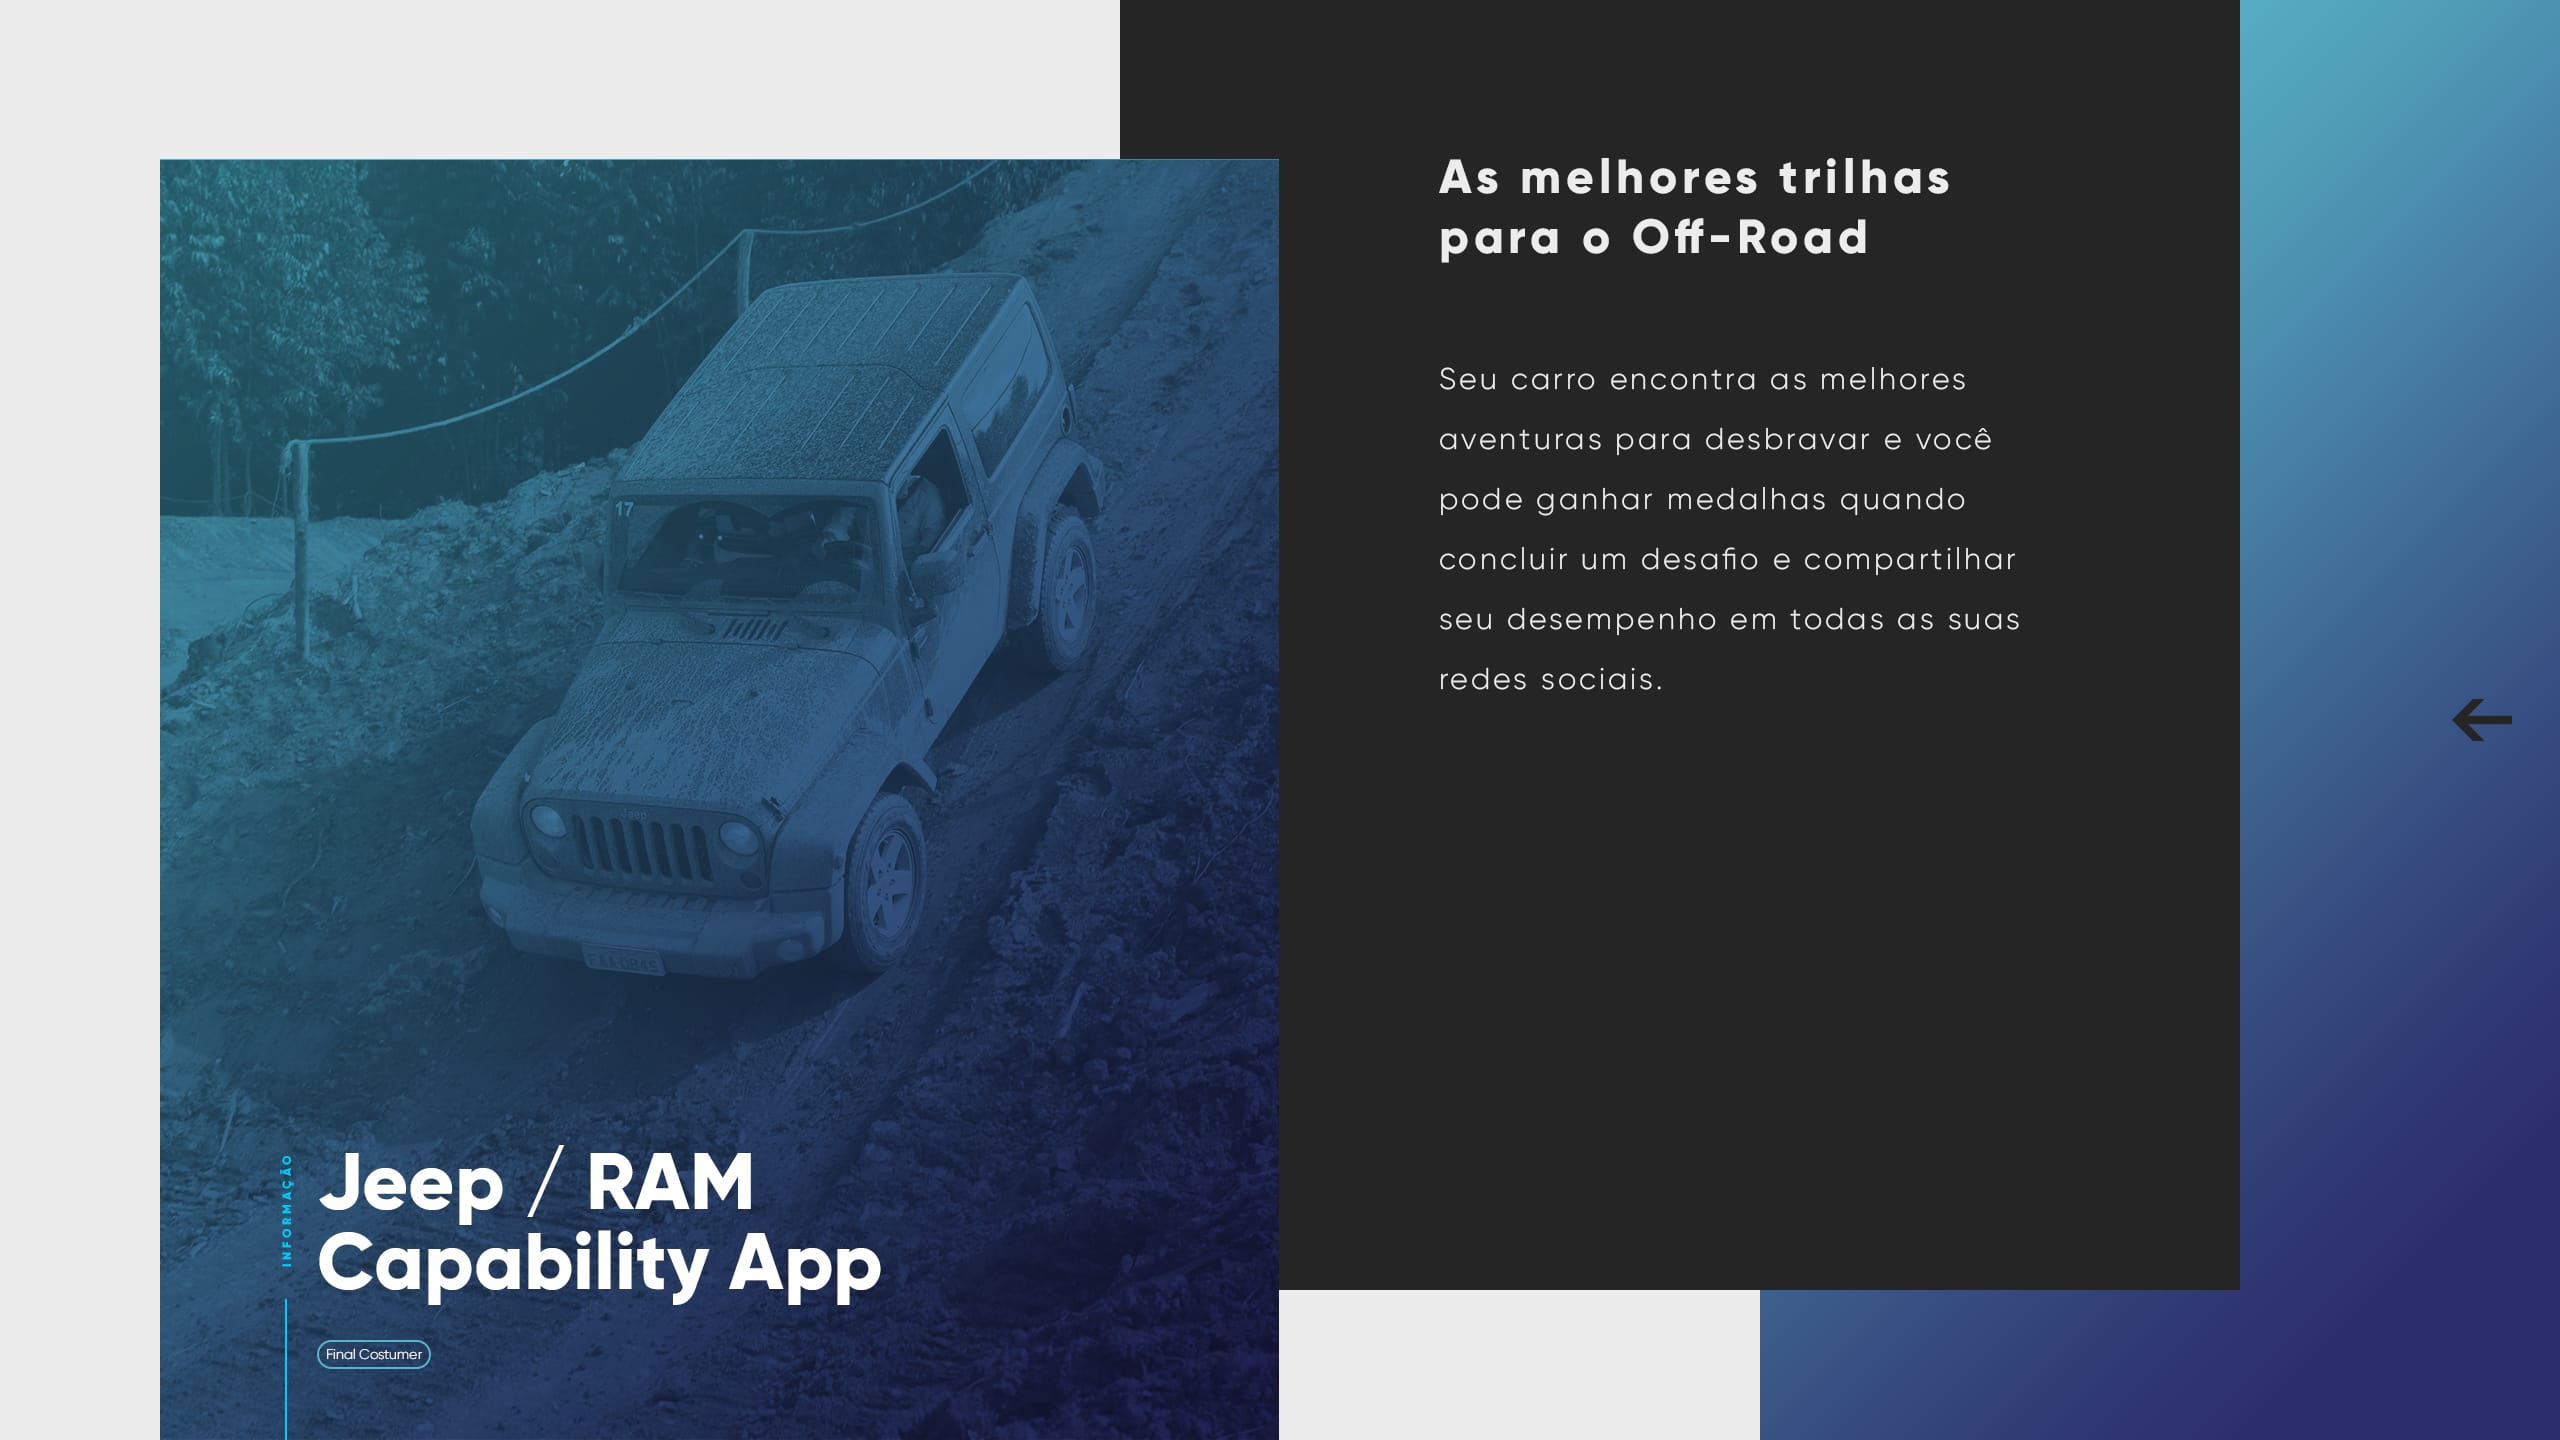 As melhores trilhas
para o Off-Road
Seu carro encontra as melhores
aventuras para desbravar e você
pode ganhar medalhas quando
concluir um desafio e compartilhar
seu desempenho em todas as suas
redes sociais.
17
Jeep
INFORMAÇÃO
Jeep / RAM
Capability App
Final Costumer